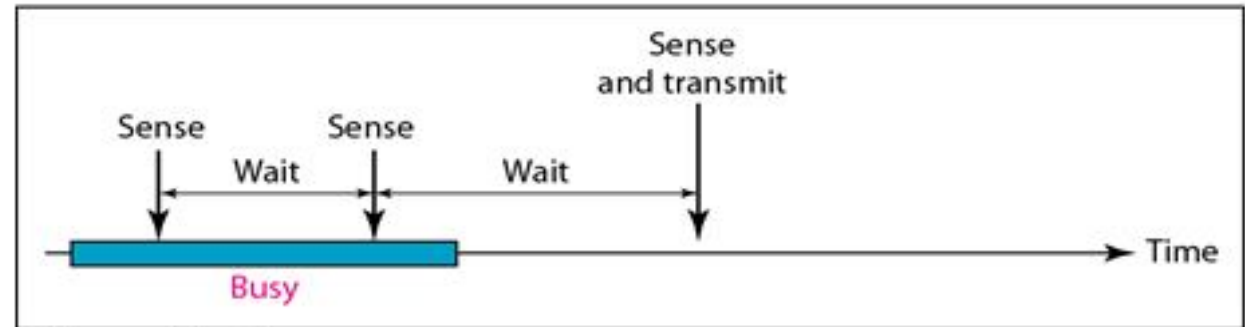 Sense
and transmit
Sense
Sense
Wait
Wait
Time
Busy